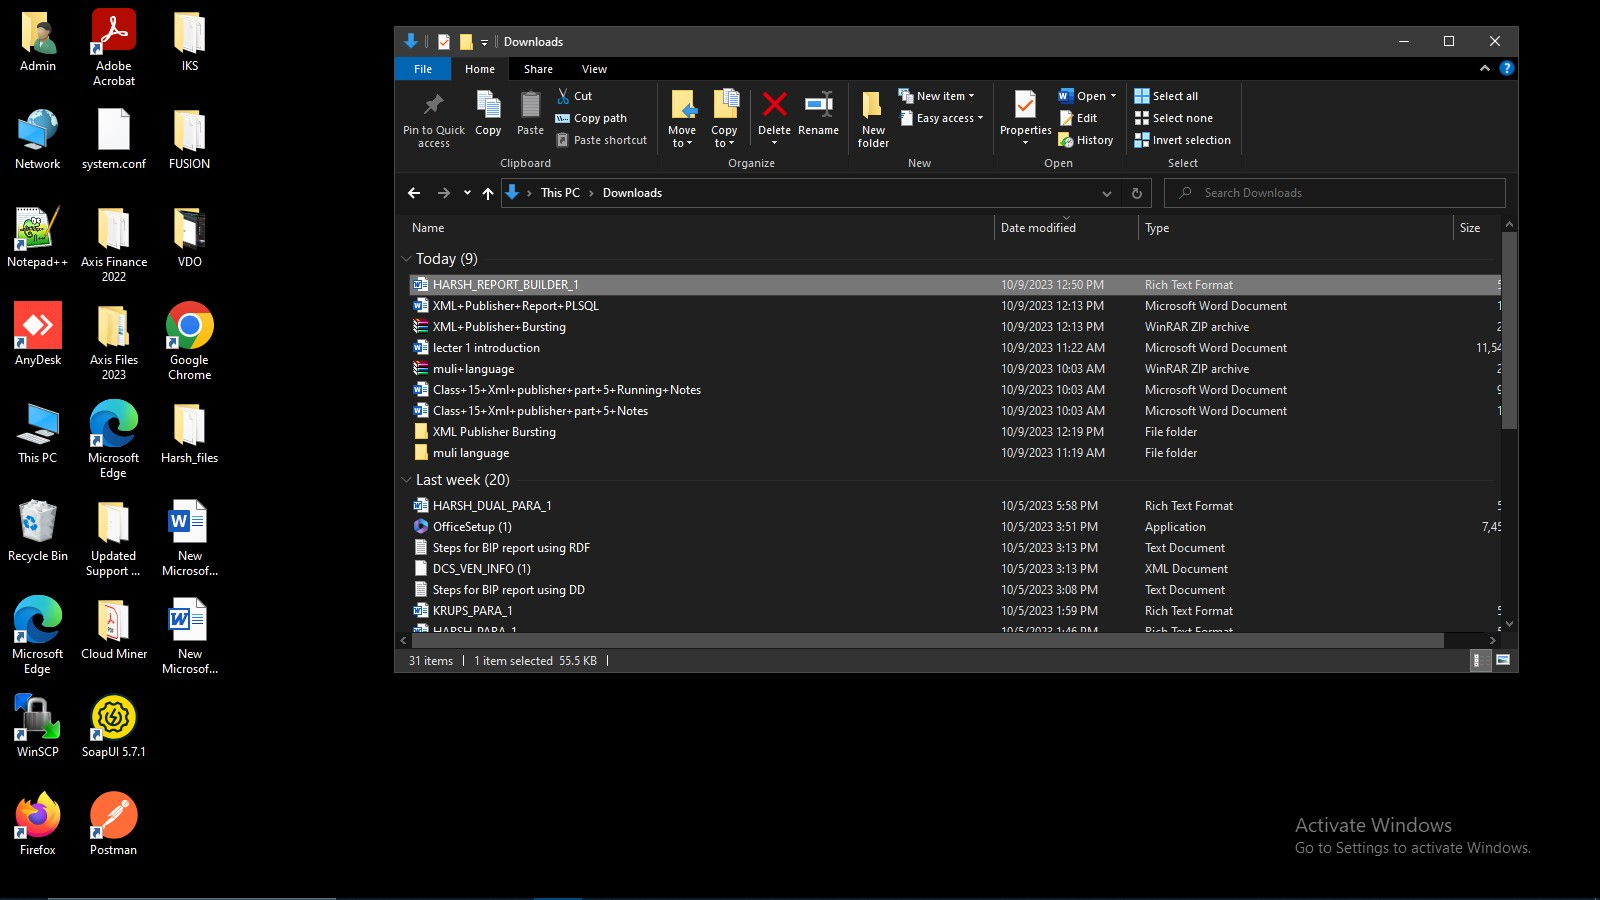 Admin
Adobe
Acrobat
IKS
Network
system.conf
FUSION
Notepad++
Axis Finance
2022
VDO
AnyDesk
Axis Files
2023
Google
Chrome
This PC
Microsoft
Edge
Harsh_files
Recycle Bin
Updated
Support ...
New
Microsof...
Microsoft
Edge
Cloud Miner
New
Microsof...
WinSCP
SoapUI 5.7.1
Firefox
Postman
Downloads
File Home Share View
Pin to Quick
access
Copy
Paste
Cut
Copy path
Paste shortcut
Clipboard
Move
to
Copy
to
Delete
Rename
Organize
New
folder
New item
Easy access
New
Properties
Open
Edit
History
Open
Select all
Select none
Invert selection
Select
This PC > Downloads
Search Downloads
Name Date modified Type Size
Today (9)
HARSH_REPORT_BUILDER_1 10/9/2023 12:50 PM Rich Text Format
XML+Publisher+Report+PLSQL 10/9/2023 12:13 PM Microsoft Word Document
XML+Publisher+Bursting 10/9/2023 12:13 PM WinRAR ZIP archive
lecter 1 introduction 10/9/2023 11:22 AM Microsoft Word Document 11,54
muli+language 10/9/2023 10:03 AM WinRAR ZIP archive
Class+15+Xml+publisher+part+5+Running+Notes 10/9/2023 10:03 AM Microsoft Word Document
Class+15+Xml+publisher+part+5+Notes 10/9/2023 10:03 AM Microsoft Word Document
XML Publisher Bursting 10/9/2023 12:19 PM File folder
muli language 10/9/2023 11:19 AM File folder
Last week (20)
HARSH_DUAL_PARA_1 10/5/2023 5:58 PM Rich Text Format
OfficeSetup (1) 10/5/2023 3:51 PM Application 7,45
Steps for BIP report using RDF 10/5/2023 3:13 PM Text Document
DCS_VEN_INFO (1) 10/5/2023 3:13 PM XML Document
Steps for BIP report using DD 10/5/2023 3:08 PM Text Document
KRUPS_PARA_1 10/5/2023 1:59 PM Rich Text Format
HARSH_PARA_1 10/5/2023 1:46 PM Rich Text Format
31 items 1 item selected 55.5 KB
Activate Windows
Go to Settings to activate Windows.